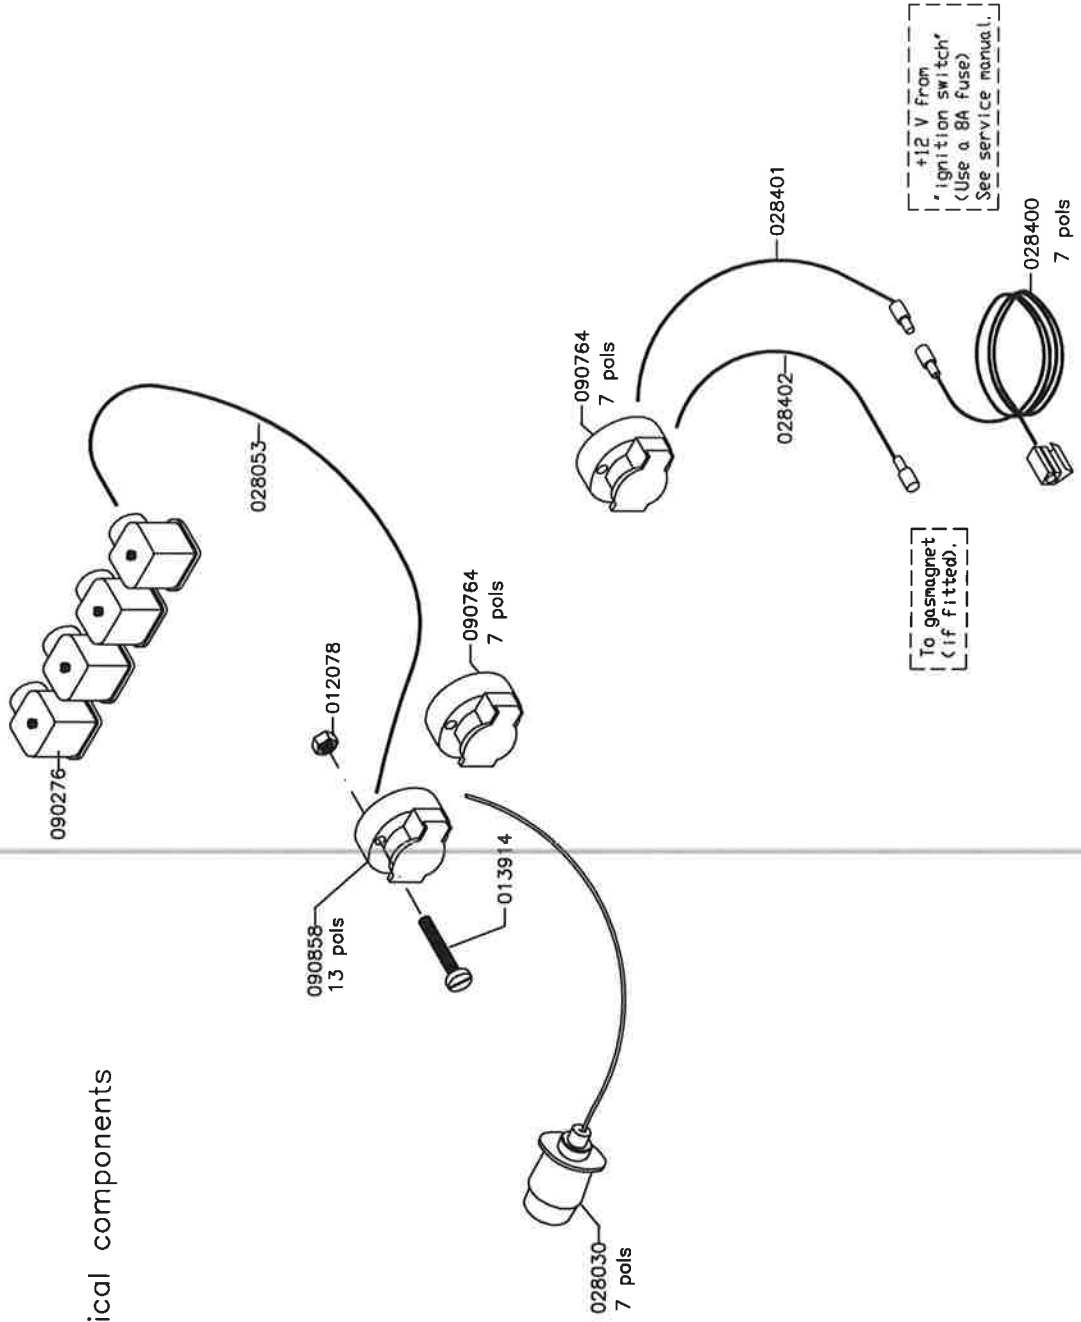 ical components
090276
028053
012078
090858
13 pols
013914
090764
7 pols
028030
7 pols
090764
7 pols
028401
028402
+12 V from
"ignition switch"
(Use a 8A fuse)
See service manual.
028400
7 pols
To gasmagnet
(if fitted).